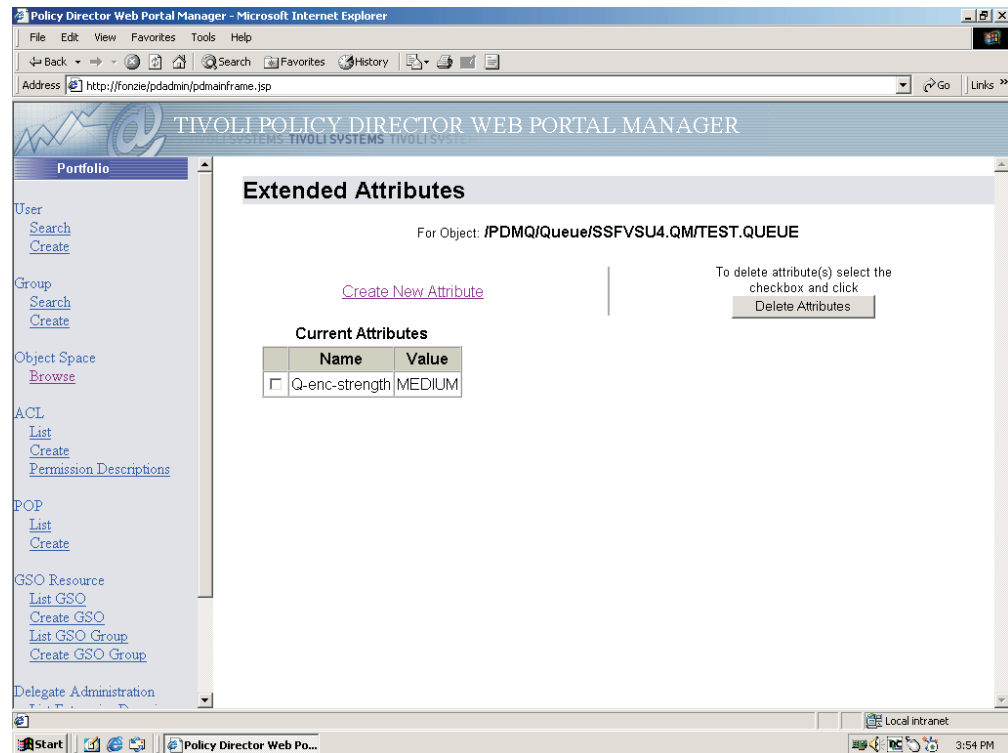 Policy Director Web Portal Manager - Microsoft Internet Explorer
File Edit View Favorites Tools Help
Back Search Favorites History
Address http://fonzie/pdadmin/pdmainframe.jsp Go Links »
TIVOLI POLICY DIRECTOR WEB PORTAL MANAGER
TIVOLI SYSTEMS
Portfolio
User
Search
Create
Group
Search
Create
Object Space
Browse
ACL
List
Create
Permission Descriptions
POP
List
Create
GSO Resource
List GSO
Create GSO
List GSO Group
Create GSO Group
Delegate Administration
Extended Attributes
For Object: /PDMQ/Queue/SSFVSU4.QM/TEST.QUEUE
Create New Attribute
To delete attribute(s) select the
checkbox and click
Delete Attributes
Current Attributes
Name Value
Q-enc-strength MEDIUM
Local intranet
Start Policy Director Web Po... 3:54 PM